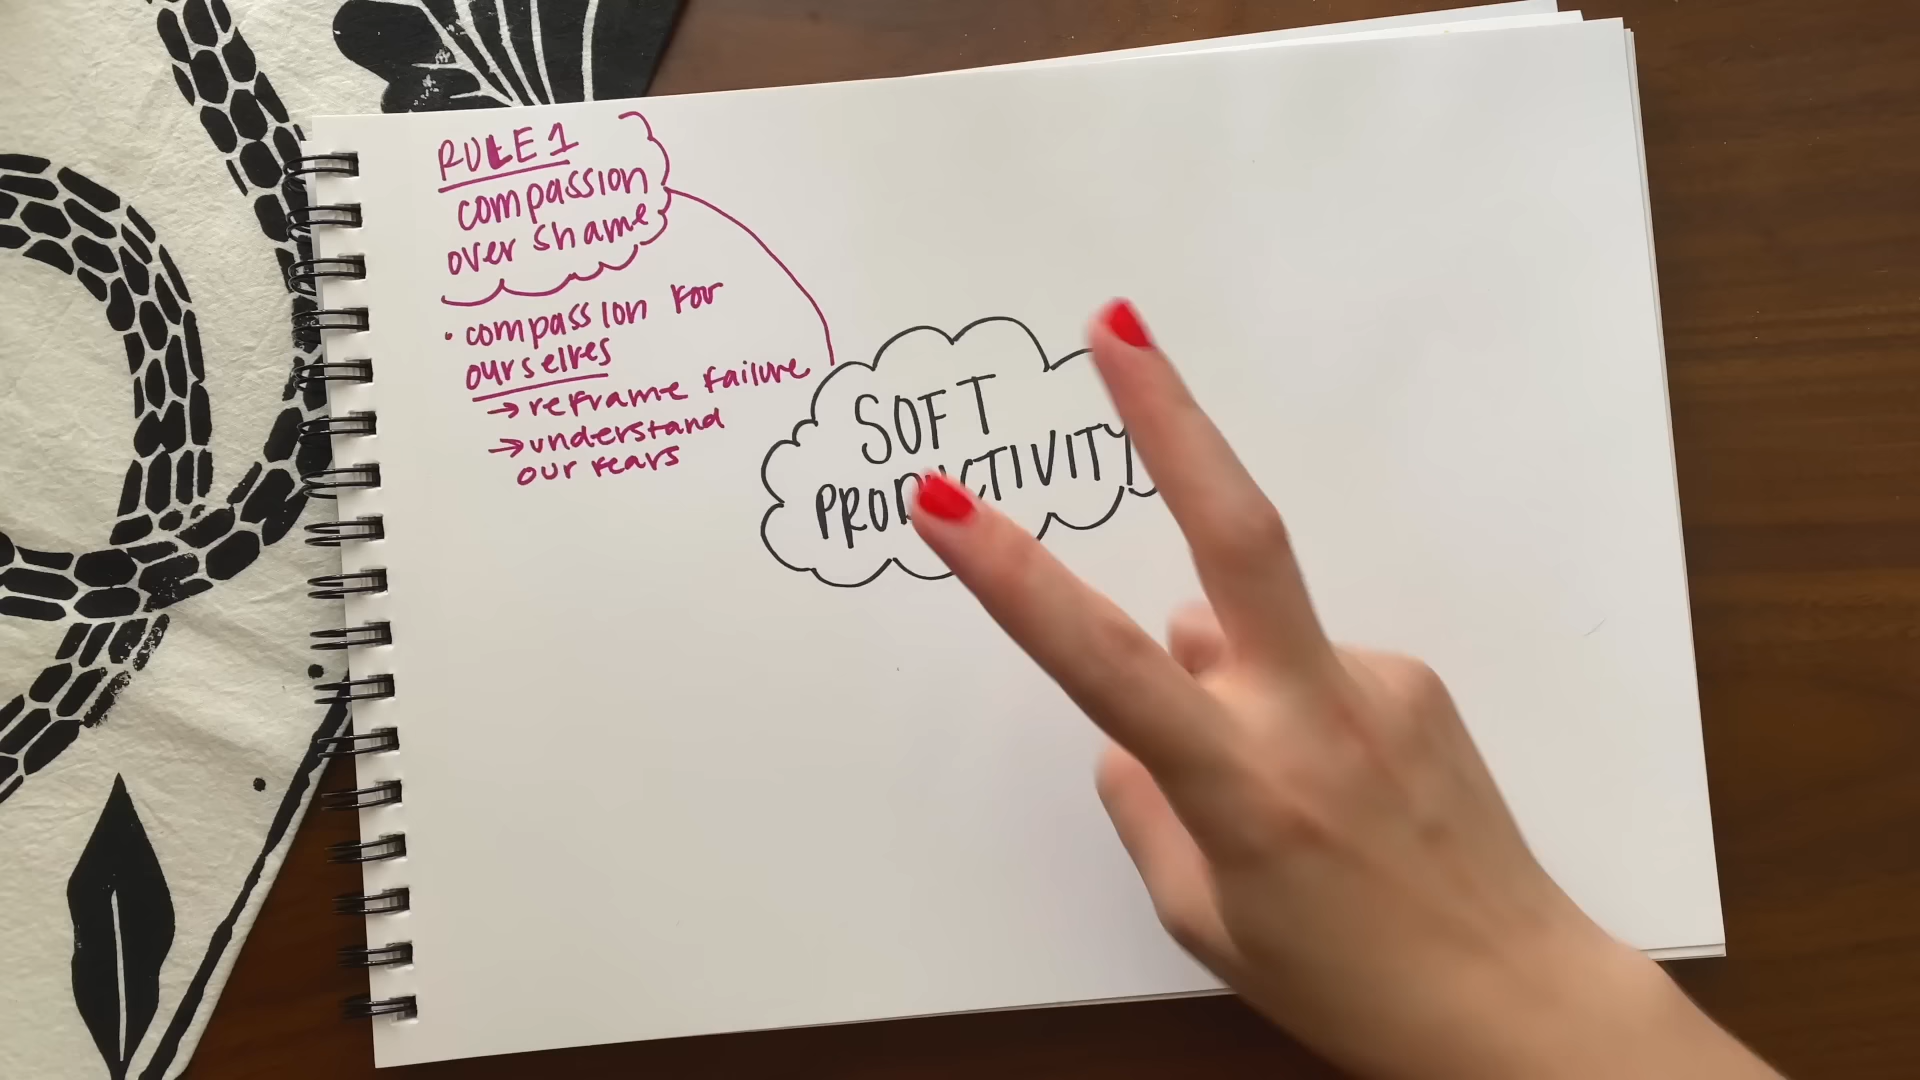 RULE 1
compassion
over shame
• compassion for
ourselves
→ reframe failure
→ understand
our fears
SOFT
PRODUCTIVITY